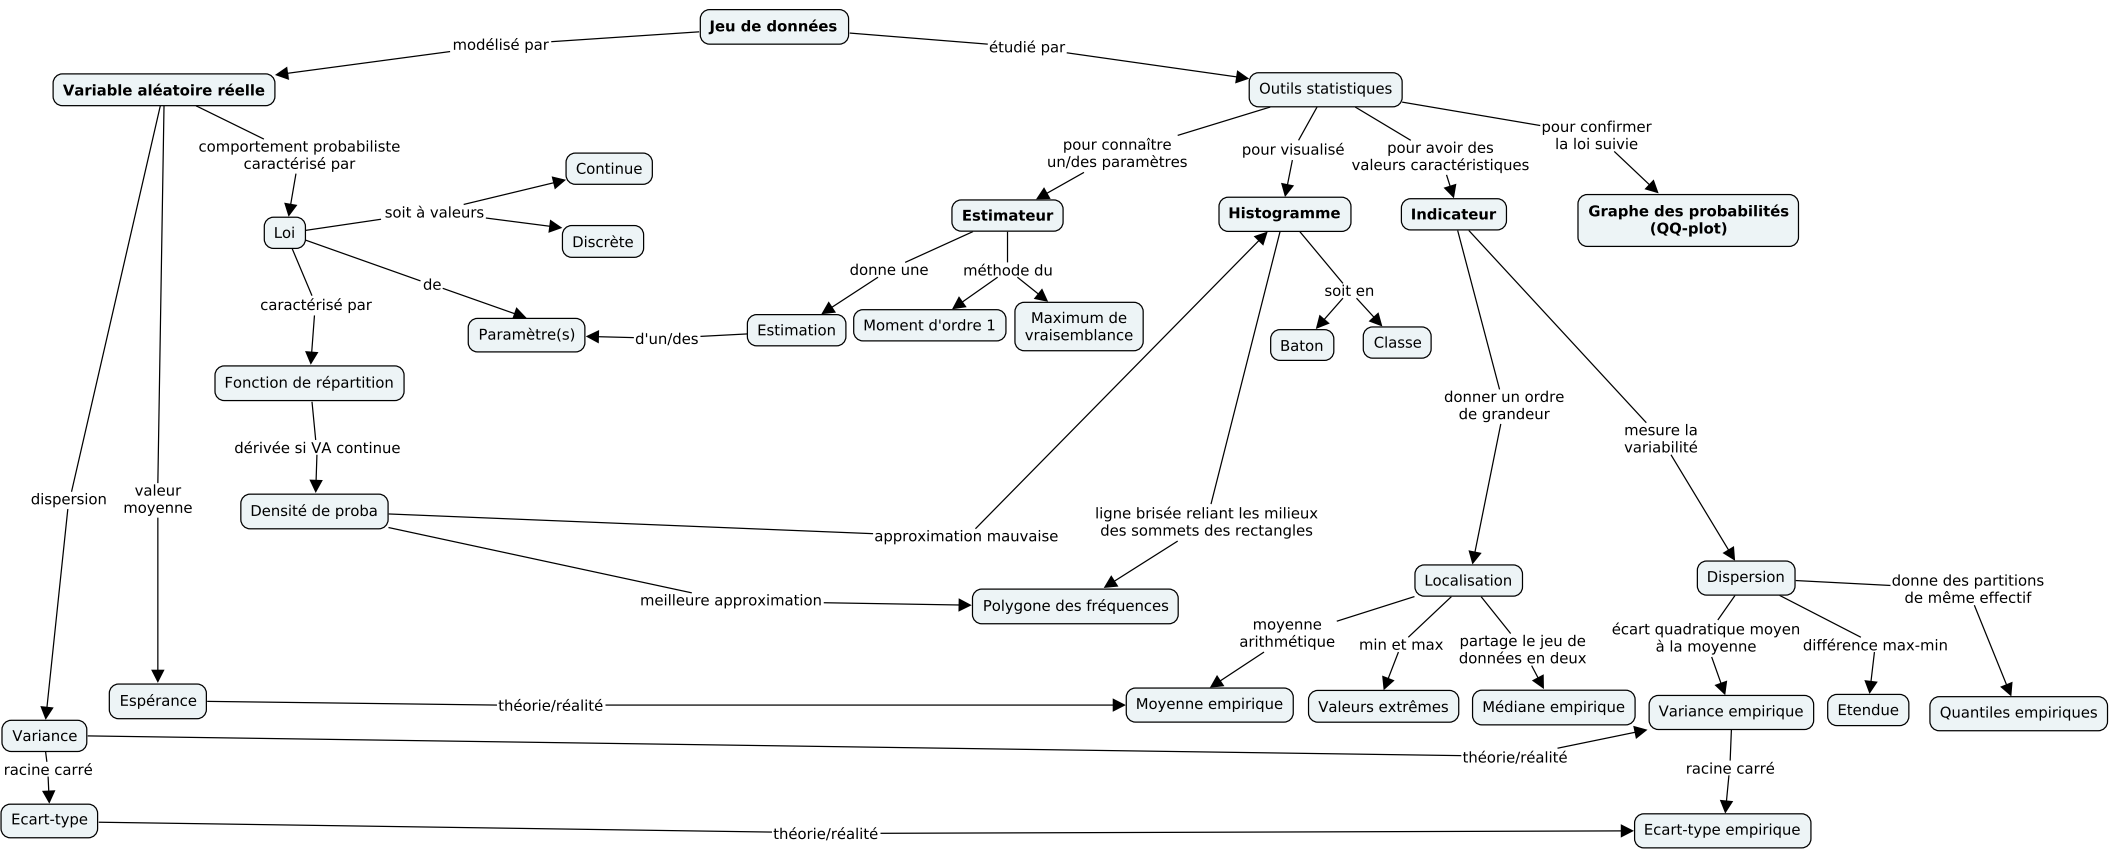 Jeu de données
modélisé par
étudié par
Variable aléatoire réelle
Outils statistiques
comportement probabiliste
caractérisé par
pour connaître
un/des paramètres
pour visualisé
pour avoir des
valeurs caractéristiques
pour confirmer
la loi suivie
Continue
soit à valeurs
Loi
Discrète
Estimateur
Histogramme
Indicateur
Graphe des probabilités
(QQ-plot)
de
donne une
méthode du
soit en
caractérisé par
Paramètre(s)
d'un/des
Estimation
Moment d'ordre 1
Maximum de
vraisemblance
Baton
Classe
Fonction de répartition
donner un ordre
de grandeur
mesure la
variabilité
dérivée si VA continue
dispersion
valeur
moyenne
Densité de proba
approximation mauvaise
ligne brisée reliant les milieux
des sommets des rectangles
meilleure approximation
Polygone des fréquences
Localisation
Dispersion
donne des partitions
de même effectif
moyenne
arithmétique
min et max
partage le jeu de
données en deux
écart quadratique moyen
à la moyenne
différence max-min
Espérance
théorie/réalité
Moyenne empirique
Valeurs extrêmes
Médiane empirique
Variance empirique
Etendue
Quantiles empiriques
Variance
théorie/réalité
racine carré
racine carré
Ecart-type
théorie/réalité
Ecart-type empirique